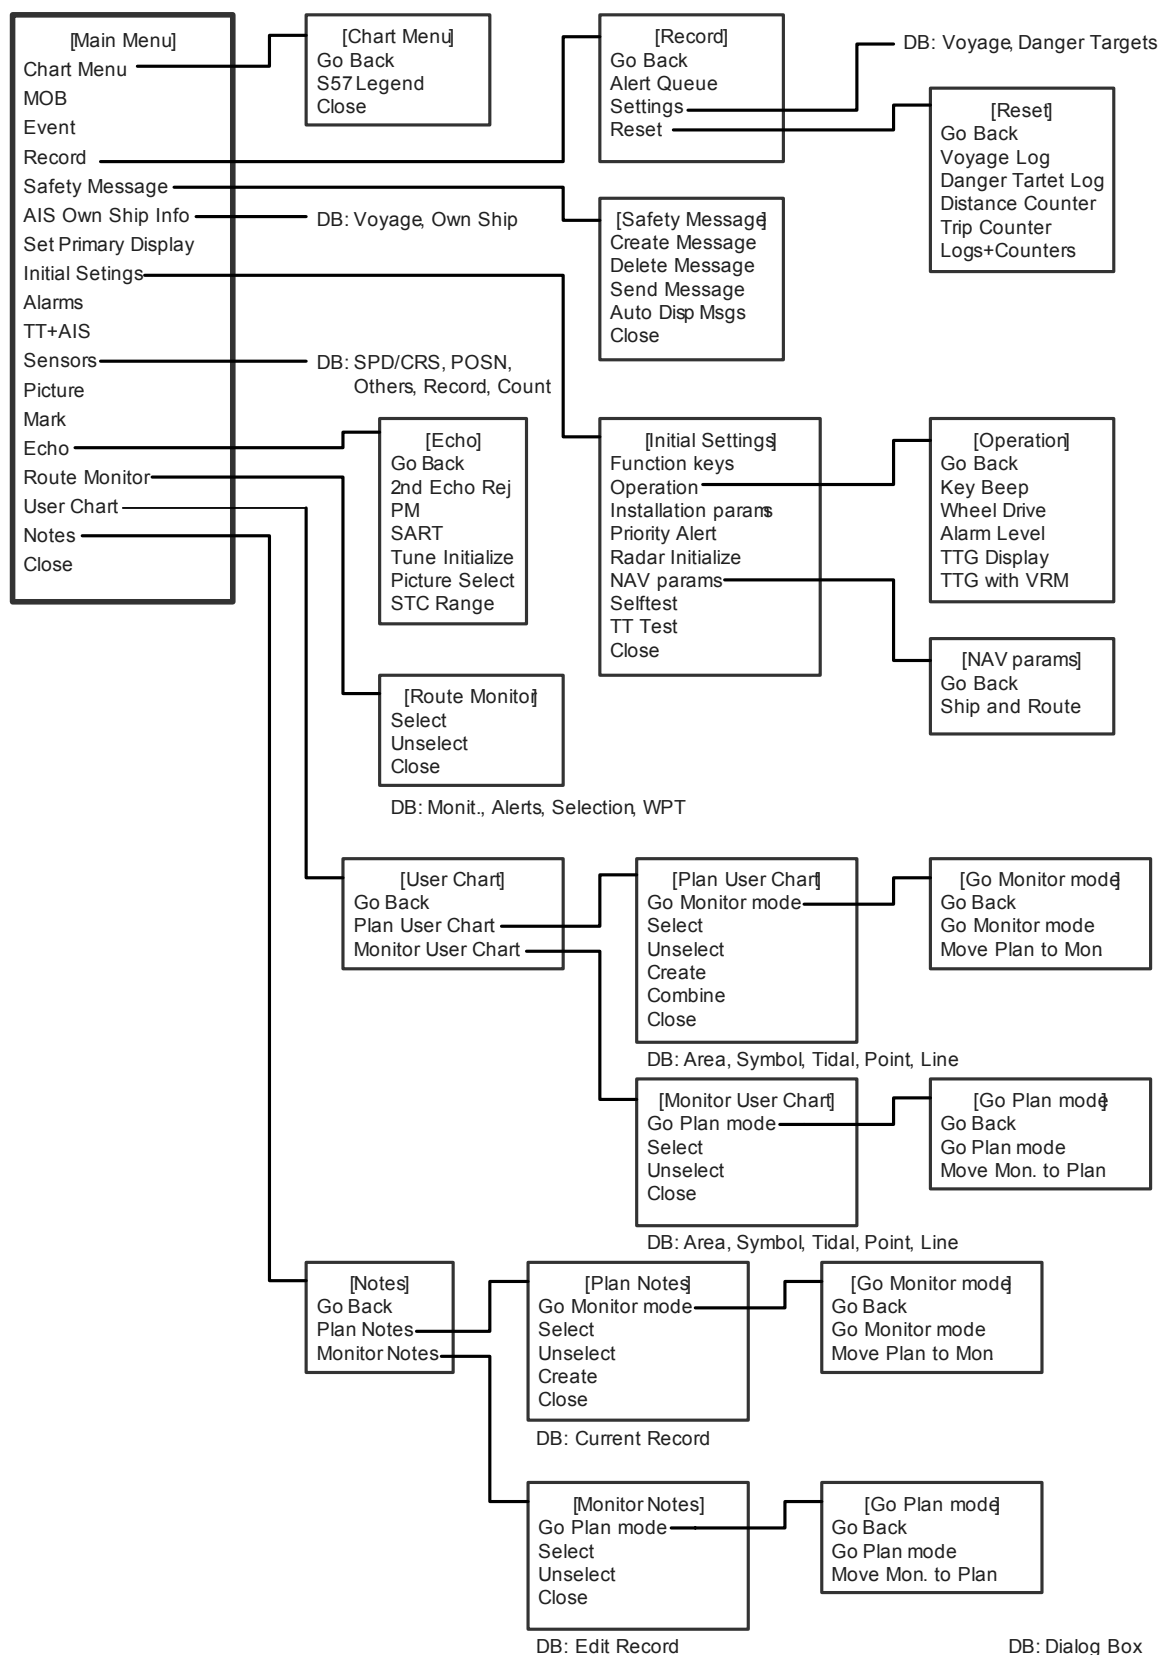 [Main Menu]
Chart Menu
MOB
Event
Record
Safety Message
AIS Own Ship Info
Set Primary Display
Initial Setings
Alarms
TT+AIS
Sensors
Picture
Mark
Echo
Route Monitor
User Chart
Notes
Close
[Chart Menu]
Go Back
S57 Legend
Close
[Record]
Go Back
Alert Queue
Settings
Reset
DB: Voyage, Danger Targets
[Reset]
Go Back
Voyage Log
Danger Tartet Log
Distance Counter
Trip Counter
Logs+Counters
[Safety Message]
Create Message
Delete Message
Send Message
Auto Disp Msgs
Close
DB: Voyage, Own Ship
DB: SPD/CRS, POSN,
Others, Record, Count
[Echo]
Go Back
2nd Echo Rej
PM
SART
Tune Initialize
Picture Select
STC Range
[Initial Settings]
Function keys
Operation
Installation params
Priority Alert
Radar Initialize
NAV params
Selftest
TT Test
Close
[Operation]
Go Back
Key Beep
Wheel Drive
Alarm Level
TTG Display
TTG with VRM
[NAV params]
Go Back
Ship and Route
[Route Monitor]
Select
Unselect
Close
DB: Monit., Alerts, Selection, WPT
[User Chart]
Go Back
Plan User Chart
Monitor User Chart
[Plan User Chart]
Go Monitor mode
Select
Unselect
Create
Combine
Close
DB: Area, Symbol, Tidal, Point, Line
[Go Monitor mode]
Go Back
Go Monitor mode
Move Plan to Mon.
[Monitor User Chart]
Go Plan mode
Select
Unselect
Close
DB: Area, Symbol, Tidal, Point, Line
[Go Plan mode]
Go Back
Go Plan mode
Move Mon. to Plan
[Notes]
Go Back
Plan Notes
Monitor Notes
[Plan Notes]
Go Monitor mode
Select
Unselect
Create
Close
DB: Current Record
[Go Monitor mode]
Go Back
Go Monitor mode
Move Plan to Mon.
[Monitor Notes]
Go Plan mode
Select
Unselect
Close
DB: Edit Record
[Go Plan mode]
Go Back
Go Plan mode
Move Mon. to Plan
DB: Dialog Box